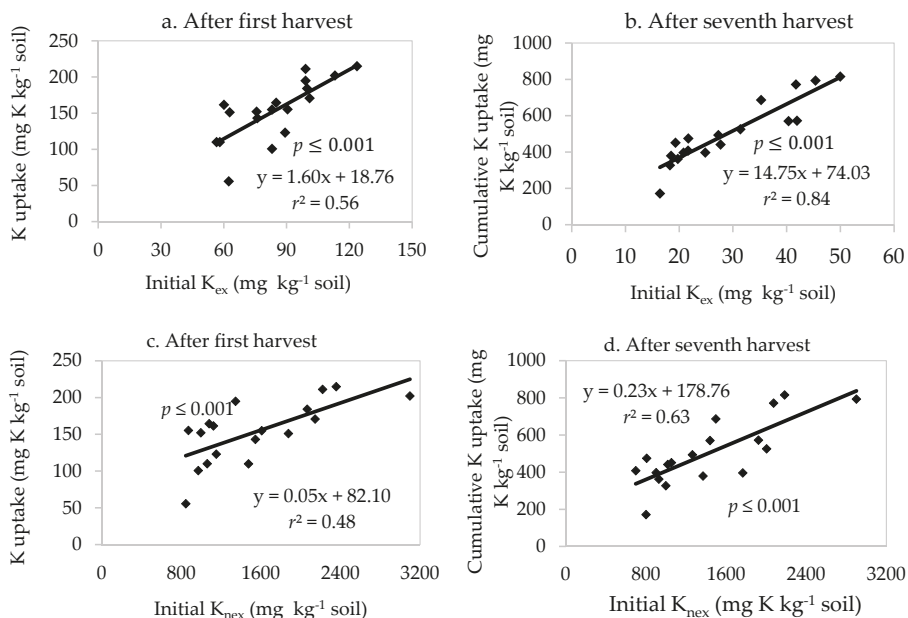 a. After first harvest
K uptake (mg K kg⁻¹ soil)
250
200
150
100
50
0
p ≤ 0.001
y = 1.60x + 18.76
r² = 0.56
0 30 60 90 120 150
Initial Kₑₓ (mg kg⁻¹ soil)
b. After seventh harvest
Cumulative K uptake (mg
K kg⁻¹ soil)
1000
800
600
400
200
0
p ≤ 0.001
y = 14.75x + 74.03
r² = 0.84
0 10 20 30 40 50 60
Initial Kₑₓ (mg kg⁻¹ soil)
c. After first harvest
K uptake (mg K kg⁻¹ soil)
250
200
150
100
50
0
p ≤ 0.001
y = 0.05x + 82.10
r² = 0.48
0 800 1600 2400 3200
Initial Kₙₑₓ (mg kg⁻¹ soil)
d. After seventh harvest
Cumulative K uptake (mg
K kg⁻¹ soil)
1000
800
600
400
200
0
y = 0.23x + 178.76
r² = 0.63
p ≤ 0.001
0 800 1600 2400 3200
Initial Kₙₑₓ (mg K kg⁻¹ soil)